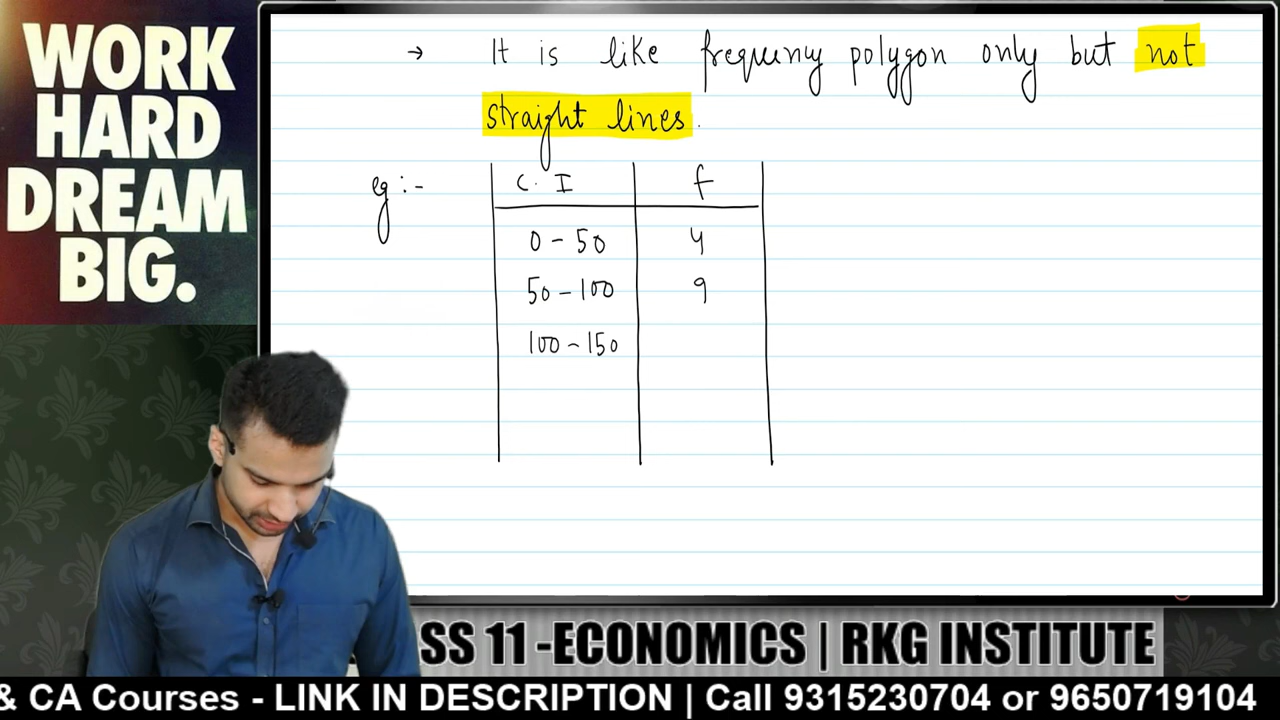 WORK
HARD
DREAM
BIG.
→ It is like frequency polygon only but not
straight lines.
eg :- C. I f
0 - 50 4
50 - 100 9
100 - 150
SS 11 -ECONOMICS | RKG INSTITUTE
& CA Courses - LINK IN DESCRIPTION | Call 9315230704 or 9650719104